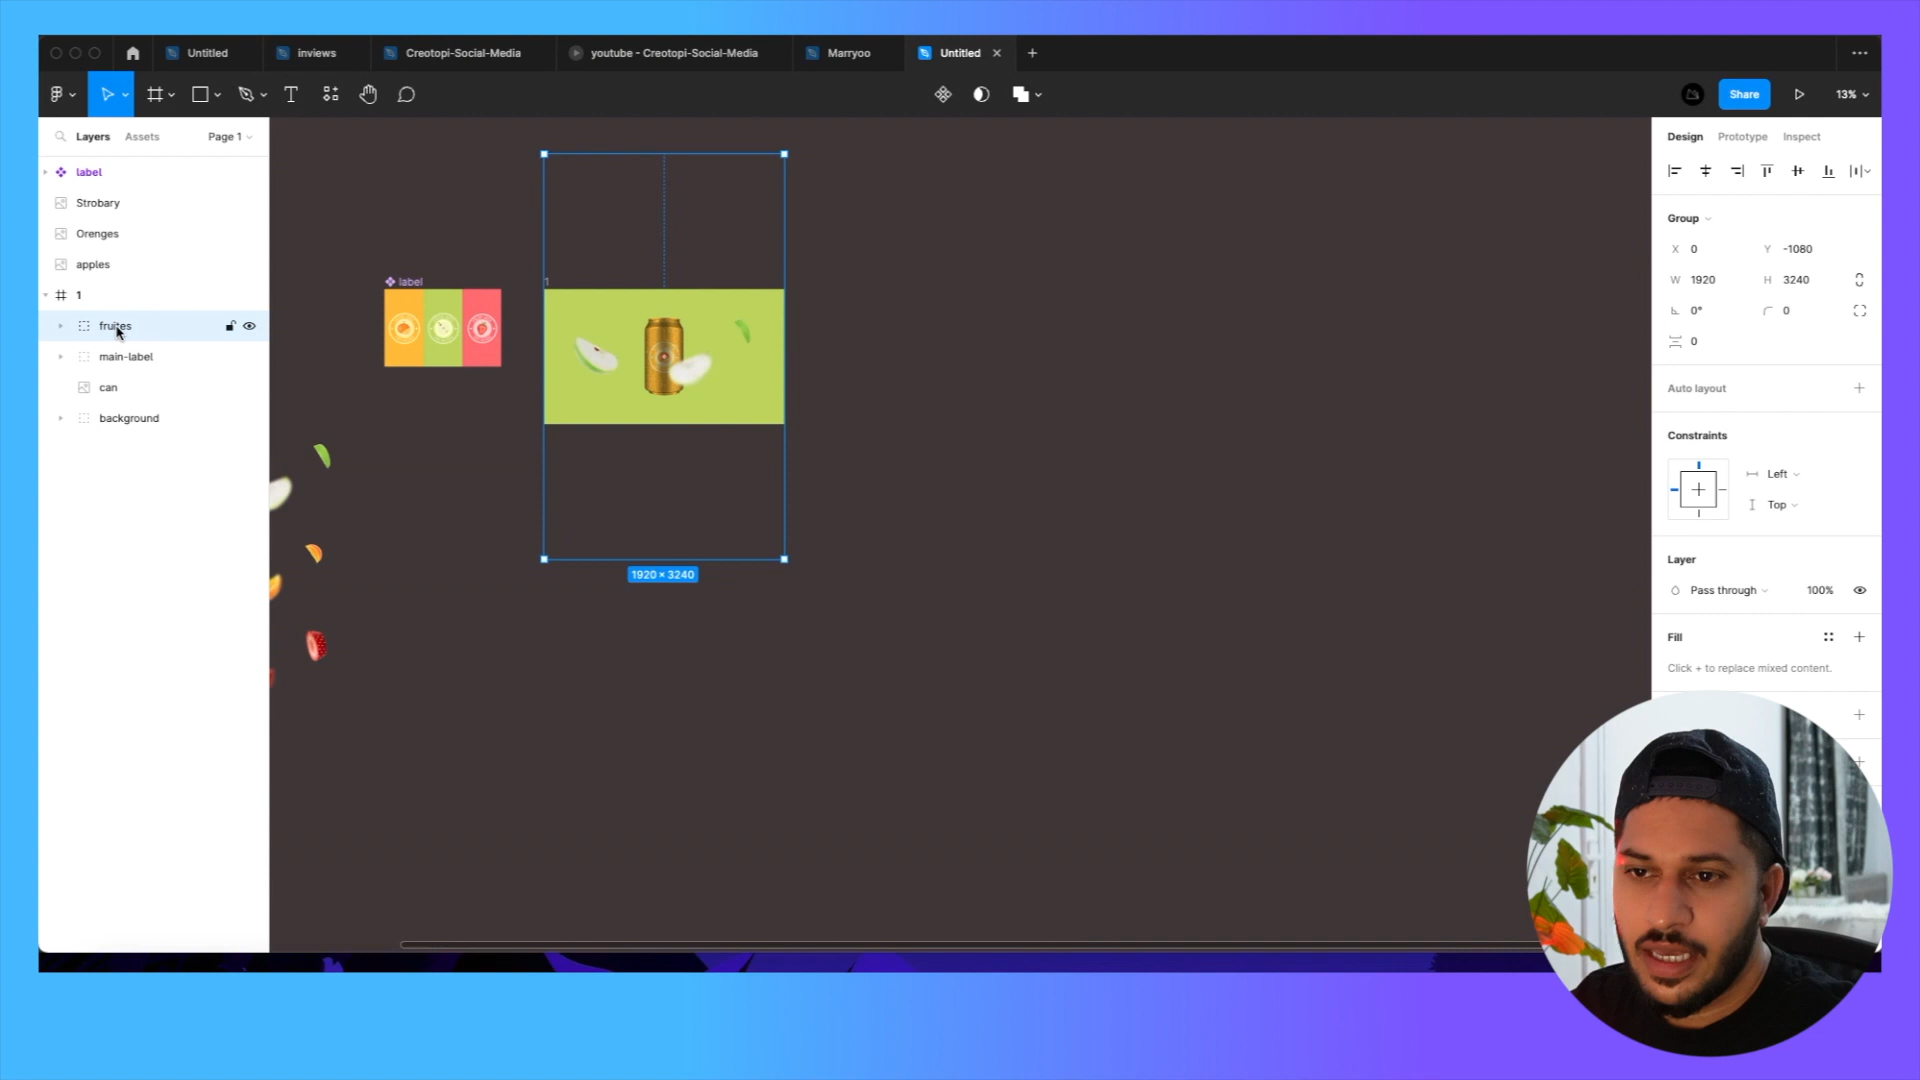 Untitled
inviews
Creotopi-Social-Media
youtube - Creotopi-Social-Media
Marryoo
Untitled
Share
13%
Layers
Assets
Page 1
label
Strobary
Orenges
apples
1
fruites
main-label
can
background
label
1
1920 × 3240
Design
Prototype
Inspect
Group
X 0
Y -1080
W 1920
H 3240
0°
0
0
Auto layout
Constraints
Left
Top
Layer
Pass through
100%
Fill
Click + to replace mixed content.